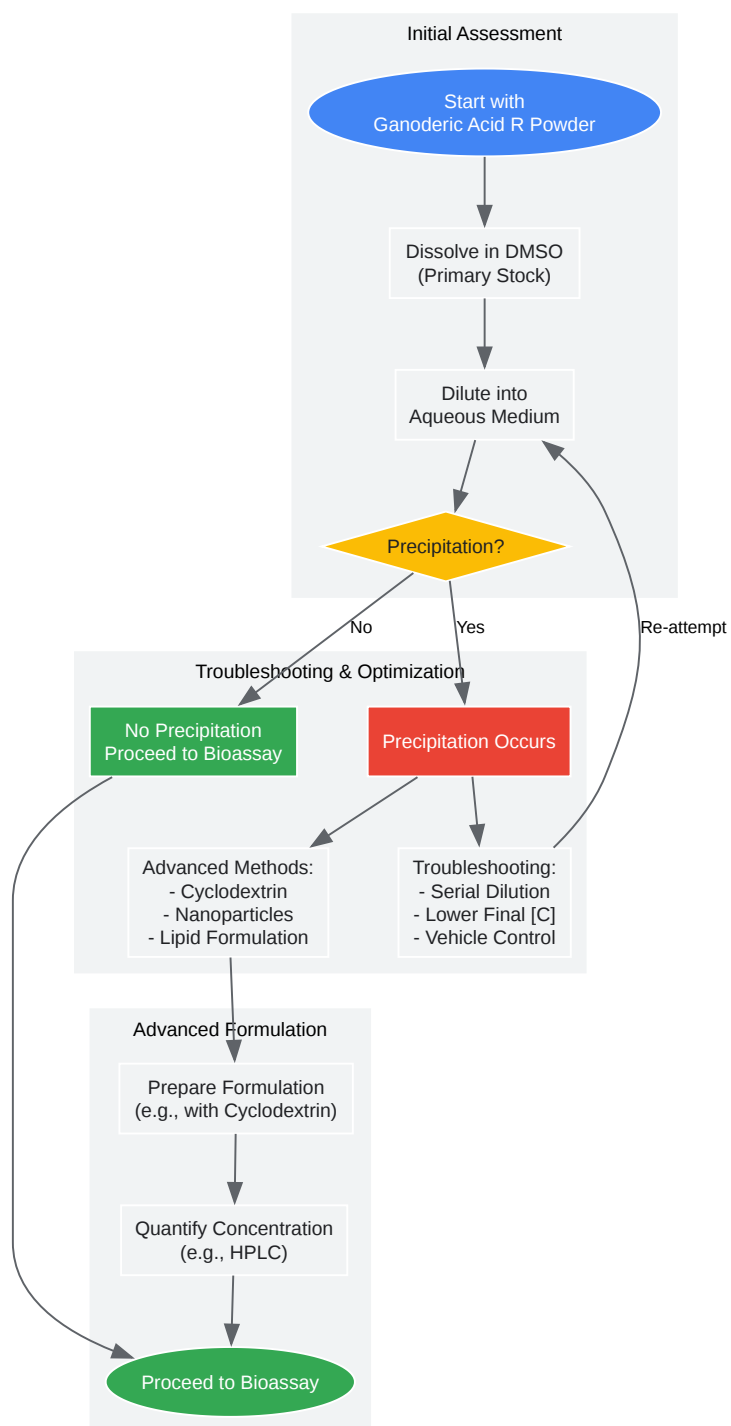 Initial Assessment
Start with
Ganoderic Acid R Powder
Dissolve in DMSO
(Primary Stock)
Dilute into
Aqueous Medium
Precipitation?
No
Yes
Re-attempt
Troubleshooting & Optimization
No Precipitation
Proceed to Bioassay
Precipitation Occurs
Advanced Methods:
- Cyclodextrin
- Nanoparticles
- Lipid Formulation
Troubleshooting:
- Serial Dilution
- Lower Final [C]
- Vehicle Control
Advanced Formulation
Prepare Formulation
(e.g., with Cyclodextrin)
Quantify Concentration
(e.g., HPLC)
Proceed to Bioassay